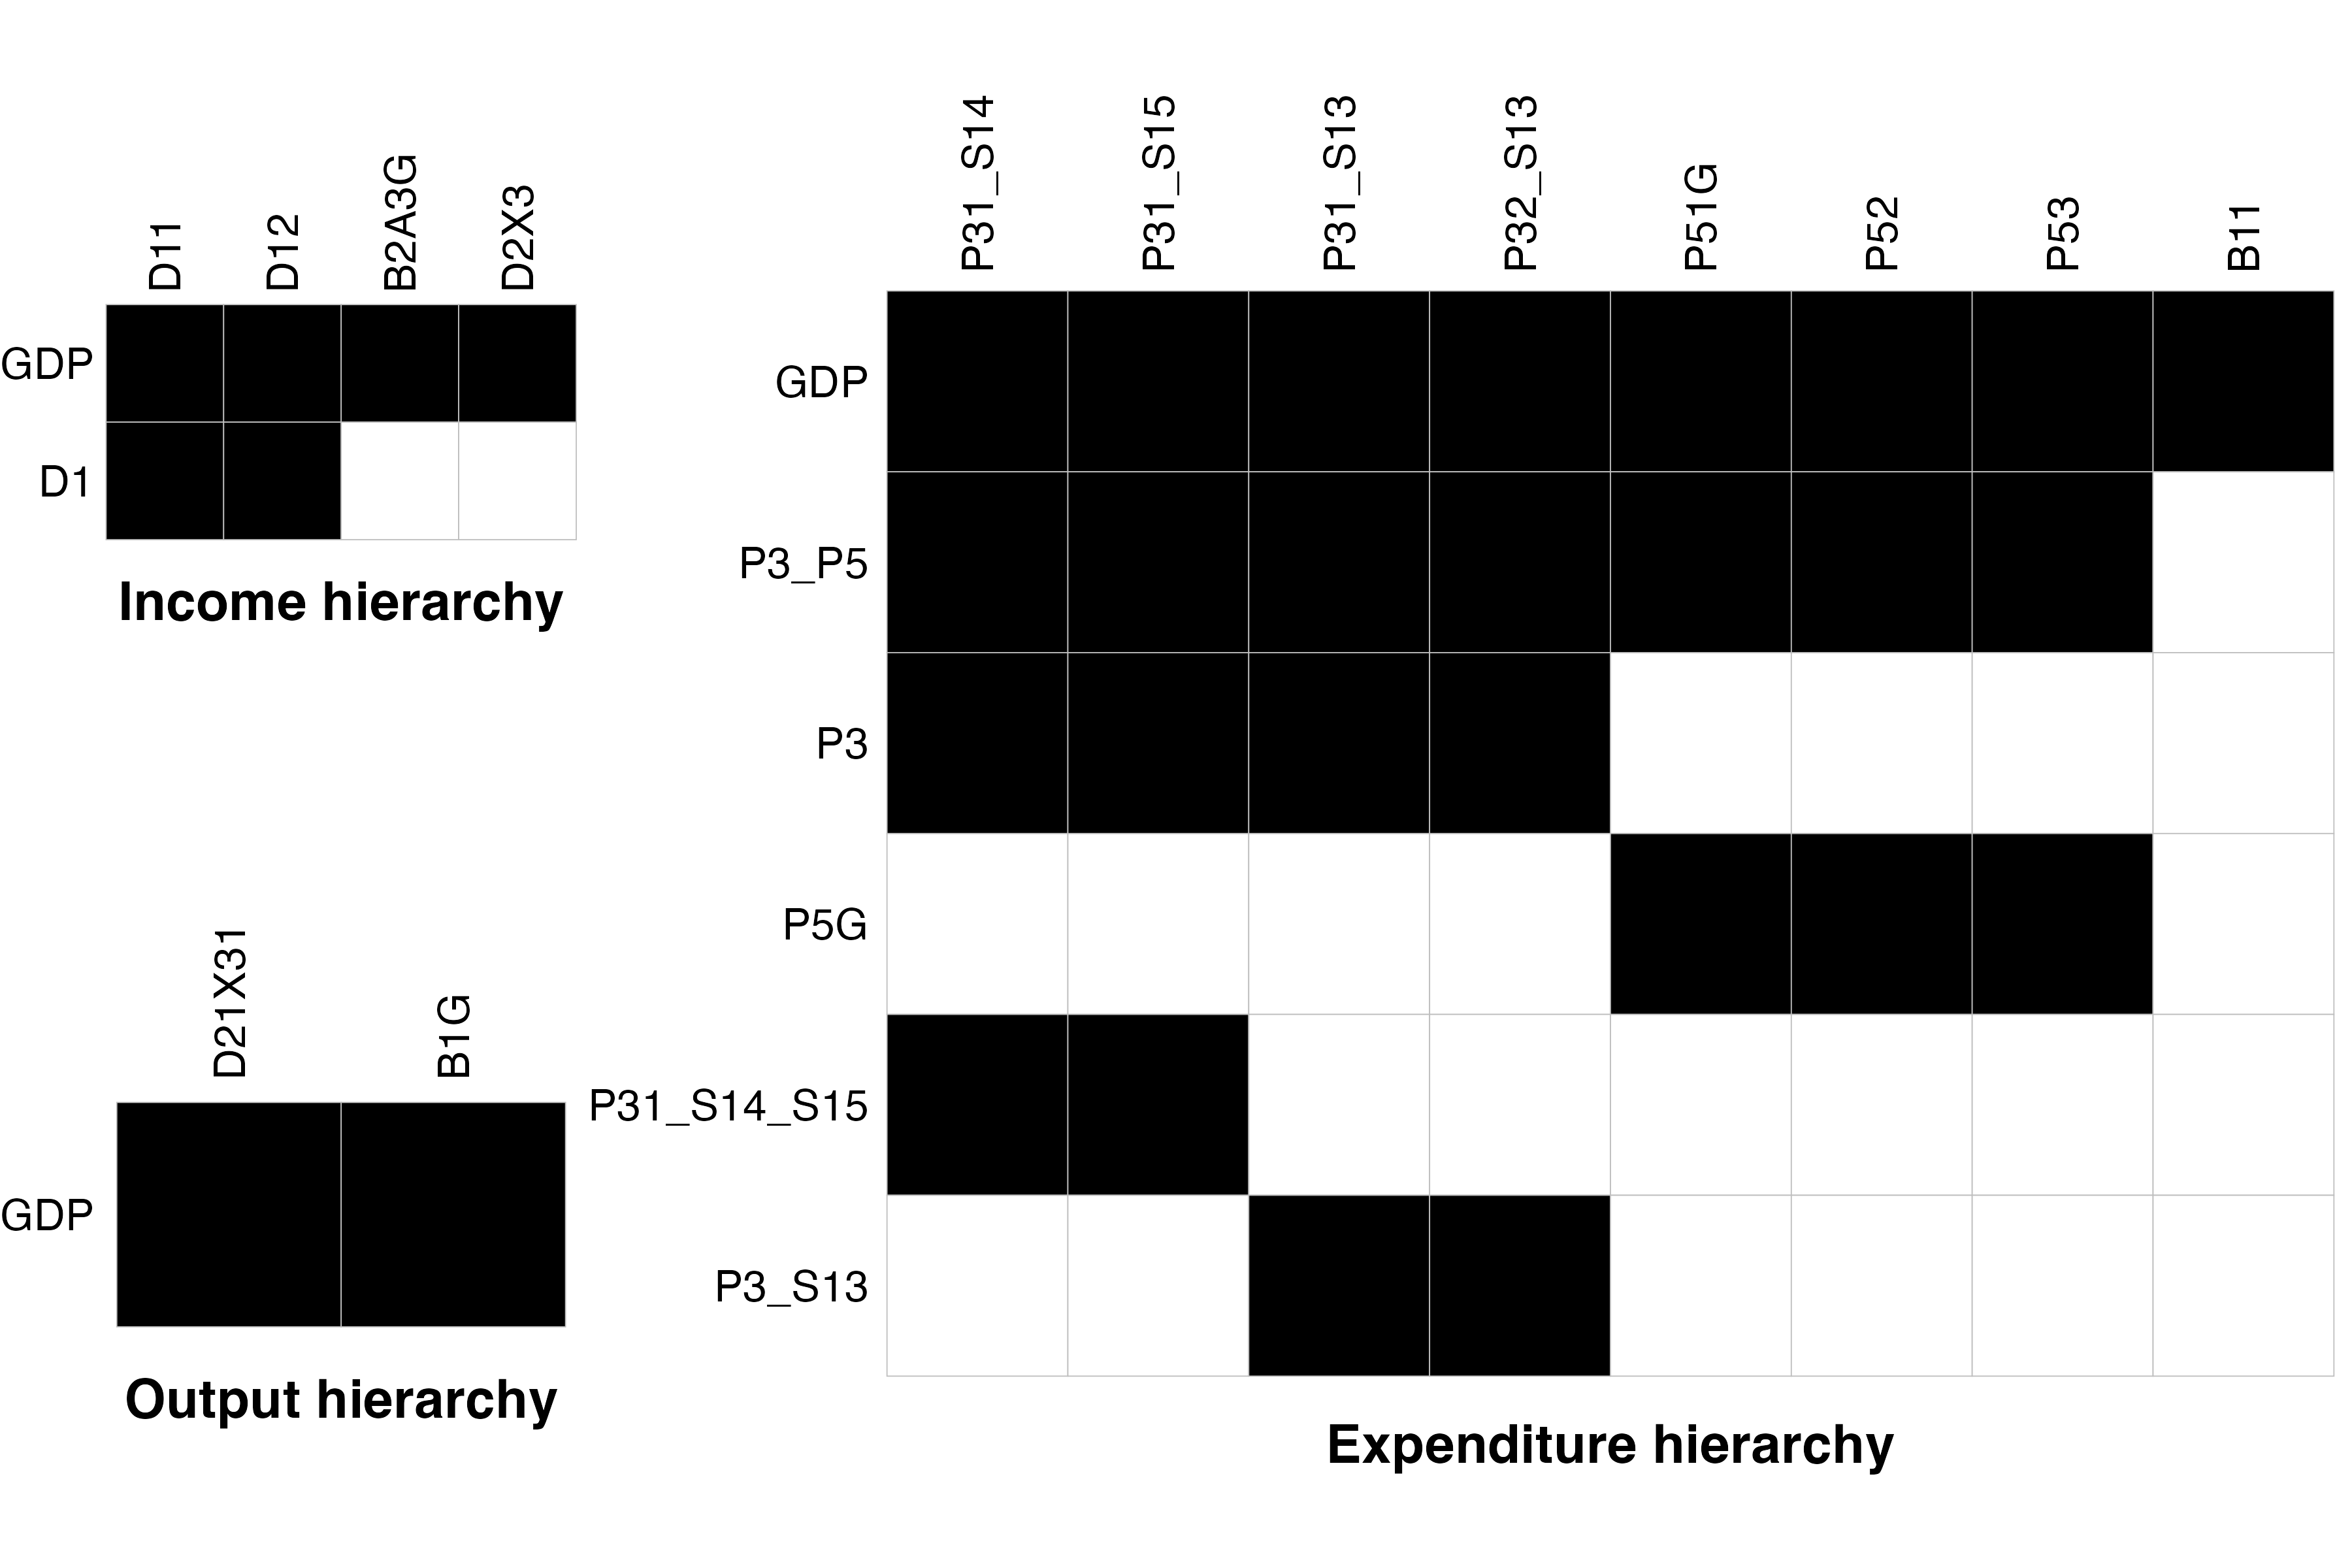 D11
D12
B2A3G
D2X3
GDP
D1
Income hierarchy
D21X31
B1G
GDP
Output hierarchy
P31_S14
P31_S15
P31_S13
P32_S13
P51G
P52
P53
B11
GDP
P3_P5
P3
P5G
P31_S14_S15
P3_S13
Expenditure hierarchy